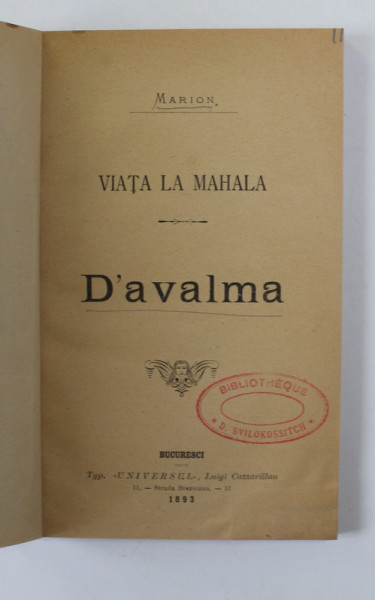 MARION
VIAȚA LA MAHALA
D'avalma
BIBLIOTHÈQUE
* D. SVILOKOSSITCH *
BUCURESCI
Typ. «UNIVERSUL», Luigi Cazzavillan
11. — Strada Brezoianu. — 11
1893